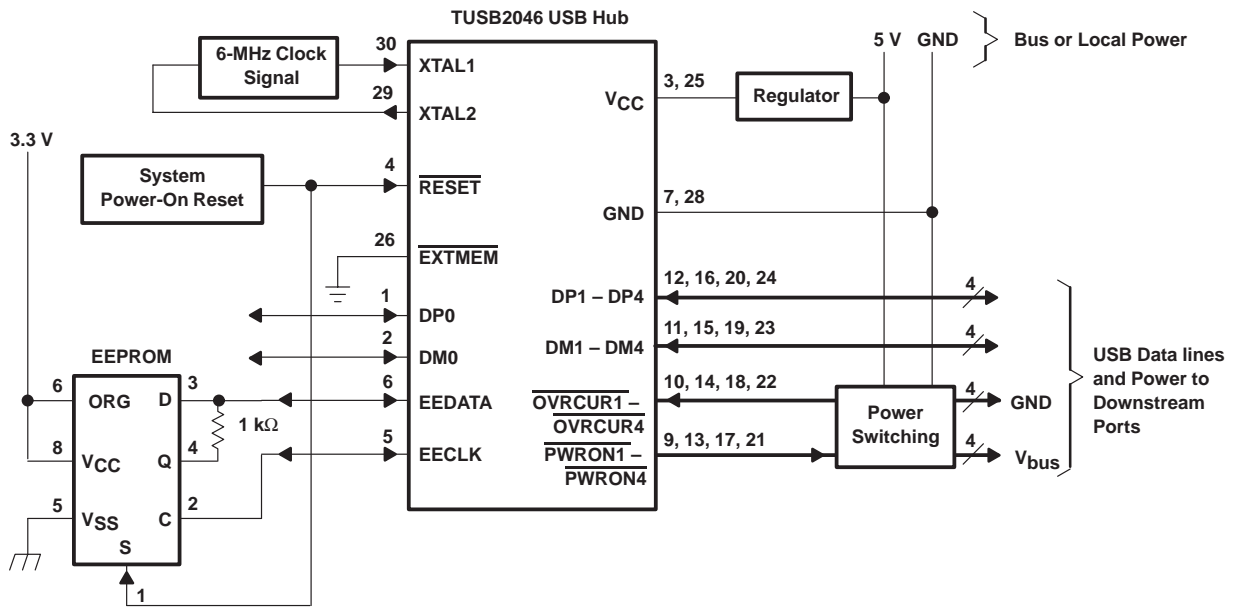 TUSB2046 USB Hub
6-MHz Clock
Signal
30
XTAL1
29
XTAL2
5 V GND
Bus or Local Power
3, 25
VCC
Regulator
3.3 V
System
Power-On Reset
4
RESET
7, 28
GND
26
EXTMEM
1
DP0
2
DM0
12, 16, 20, 24
DP1 – DP4
4
11, 15, 19, 23
DM1 – DM4
4
USB Data lines
and Power to
Downstream
Ports
EEPROM
6
ORG
D
3
1 kΩ
6
EEDATA
10, 14, 18, 22
OVRCUR1 –
OVRCUR4
Power
Switching
4
GND
8
VCC
Q
4
5
EECLK
9, 13, 17, 21
PWRON1 –
PWRON4
4
Vbus
5
VSS
C
2
S
1